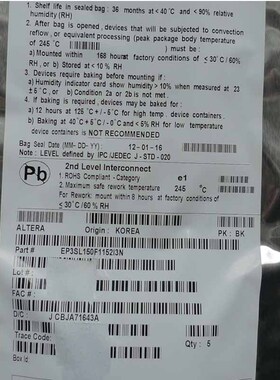 1. Shelf life in sealed bag: 36 months at < 40°C and < 90% relative
humidity (RH)
2. After bag is opened, devices that will be subjected to convection
reflow, or equivalent processing (peak package body temperature
of 245 °C ) must be:
a) Mounted within 168 hours at factory conditions of ≤ 30°C / 60%
RH, or b) Stored at < 10% RH
3. Devices require baking before mounting if:
a) Humidity indicator card show humidity > 10% when measured at 23
± 5°C, or b) Condition 2a or 2b is not met
4. If baking is required, devices may be baked for:
a) 12 hours at 125 °C + / - 5°C for high temp. device containers, or
b) Baking at 40°C + 5°C / - 0°C and < 5% RH for low temperature
device containers is NOT RECOMMENDED
Bag Seal Date (MM- DD- YY) 12-01-16
Note : LEVEL defined by IPC/JEDEC J - STD - 020
Pb
2nd Level Interconnect
1. ROHS Compliant - Category e1
2. Maximum safe rework temperature 245 °c
For Rework: mount within 8 hours at factory conditions of
≤ 30°C / 60 % RH
ALTERA Origin : KOREA PK : BK
Part # EP3SL150F1152I3N
Lot #
FAC # :
D/C J CBJA71643A
Trace Code: Qty : 5
Box Id :